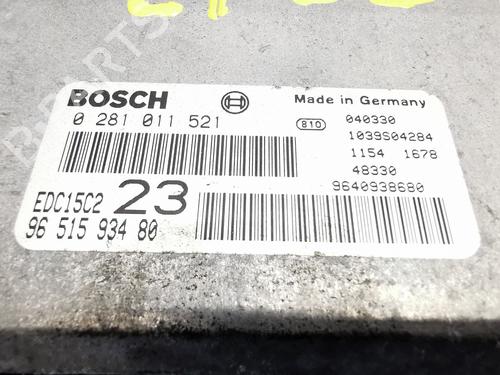 BOSCH
Made in Germany
0 281 011 521
810 040330
1039S04284
1154 1678
48330
9640938680
EDC15C2 23
96 515 934 80